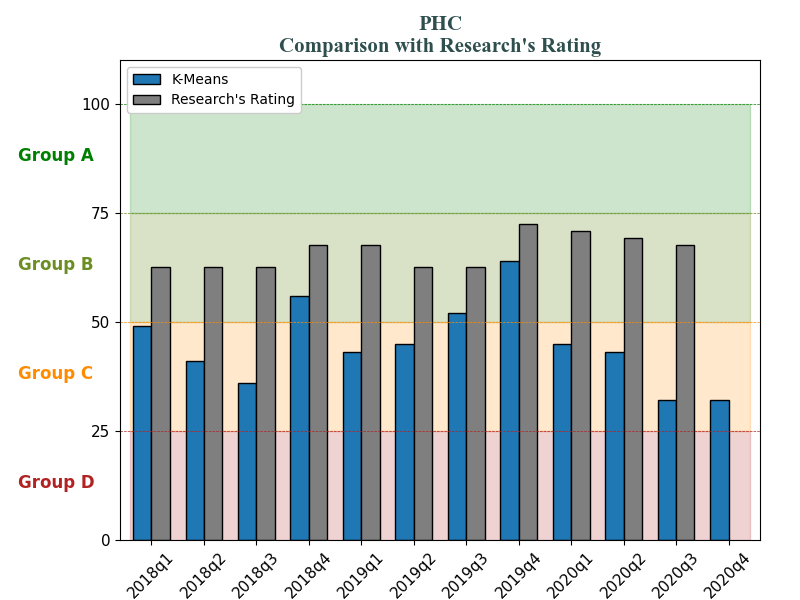 PHC
Comparison with Research's Rating
K-Means
Research's Rating
100
Group A
75
Group B
50
Group C
25
Group D
0
2018q1
2018q2
2018q3
2018q4
2019q1
2019q2
2019q3
2019q4
2020q1
2020q2
2020q3
2020q4